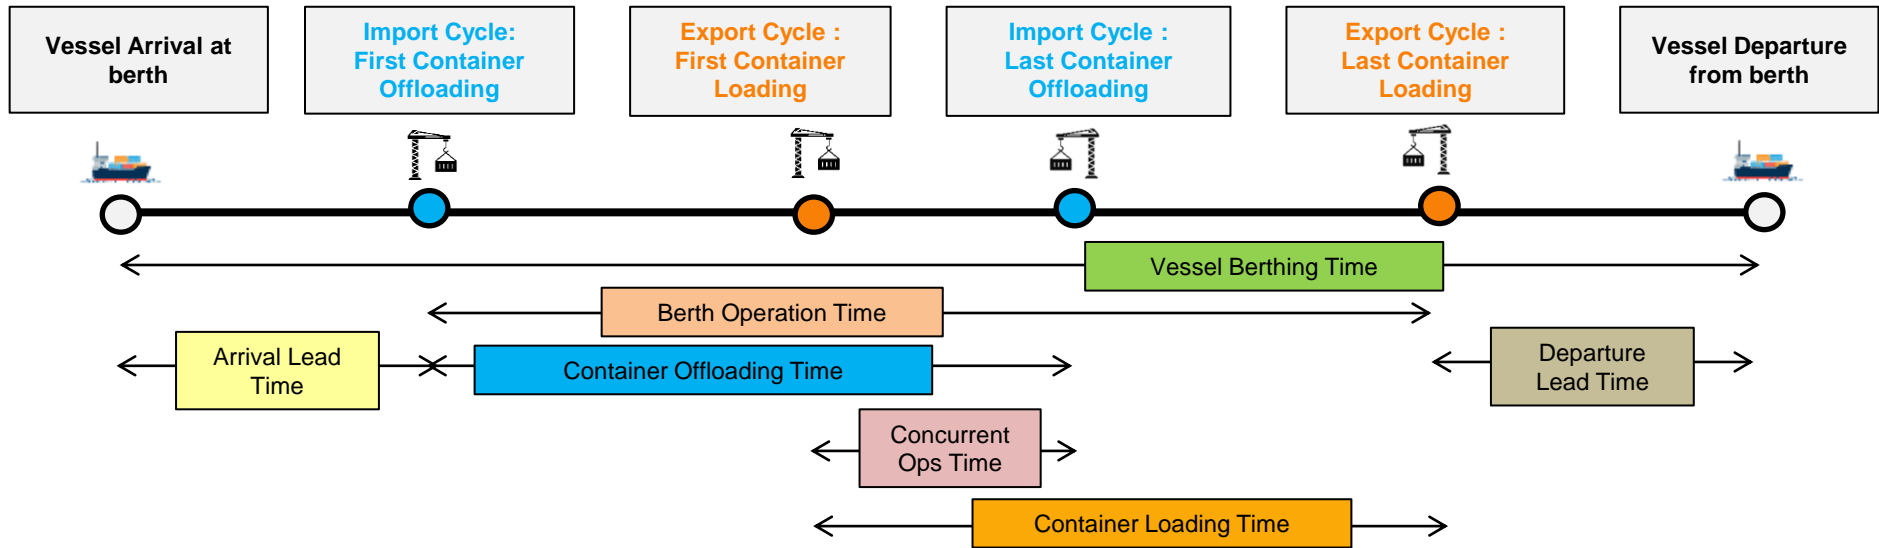 Vessel Arrival at
berth
Import Cycle:
First Container
Offloading
Export Cycle :
First Container
Loading
Import Cycle :
Last Container
Offloading
Export Cycle :
Last Container
Loading
Vessel Departure
from berth
Vessel Berthing Time
Berth Operation Time
Arrival Lead
Time
Container Offloading Time
Departure
Lead Time
Concurrent
Ops Time
Container Loading Time